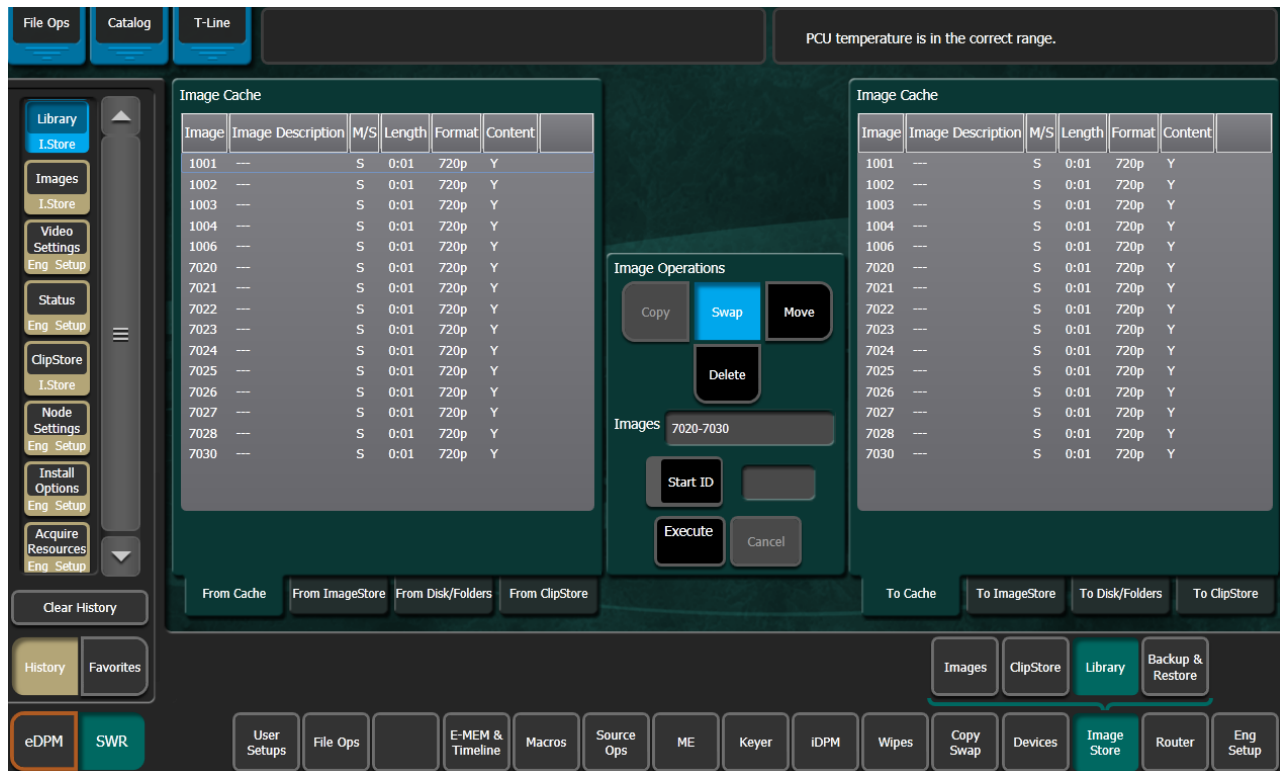 File Ops
Catalog
T-Line
PCU temperature is in the correct range.
Library
I.Store
Images
I.Store
Video
Settings
Eng Setup
Status
Eng Setup
ClipStore
I.Store
Node
Settings
Eng Setup
Install
Options
Eng Setup
Acquire
Resources
Eng Setup
Clear History
History
Favorites
Image Cache
Image Image Description M/S Length Format Content
1001 --- S 0:01 720p Y
1002 --- S 0:01 720p Y
1003 --- S 0:01 720p Y
1004 --- S 0:01 720p Y
1006 --- S 0:01 720p Y
7020 --- S 0:01 720p Y
7021 --- S 0:01 720p Y
7022 --- S 0:01 720p Y
7023 --- S 0:01 720p Y
7024 --- S 0:01 720p Y
7025 --- S 0:01 720p Y
7026 --- S 0:01 720p Y
7027 --- S 0:01 720p Y
7028 --- S 0:01 720p Y
7030 --- S 0:01 720p Y
From Cache
From ImageStore
From Disk/Folders
From ClipStore
Image Operations
Copy
Swap
Move
Delete
Images 7020-7030
Start ID
Execute
Cancel
Image Cache
Image Image Description M/S Length Format Content
1001 --- S 0:01 720p Y
1002 --- S 0:01 720p Y
1003 --- S 0:01 720p Y
1004 --- S 0:01 720p Y
1006 --- S 0:01 720p Y
7020 --- S 0:01 720p Y
7021 --- S 0:01 720p Y
7022 --- S 0:01 720p Y
7023 --- S 0:01 720p Y
7024 --- S 0:01 720p Y
7025 --- S 0:01 720p Y
7026 --- S 0:01 720p Y
7027 --- S 0:01 720p Y
7028 --- S 0:01 720p Y
7030 --- S 0:01 720p Y
To Cache
To ImageStore
To Disk/Folders
To ClipStore
Images
ClipStore
Library
Backup &
Restore
eDPM
SWR
User
Setups
File Ops
E-MEM &
Timeline
Macros
Source
Ops
ME
Keyer
iDPM
Wipes
Copy
Swap
Devices
Image
Store
Router
Eng
Setup